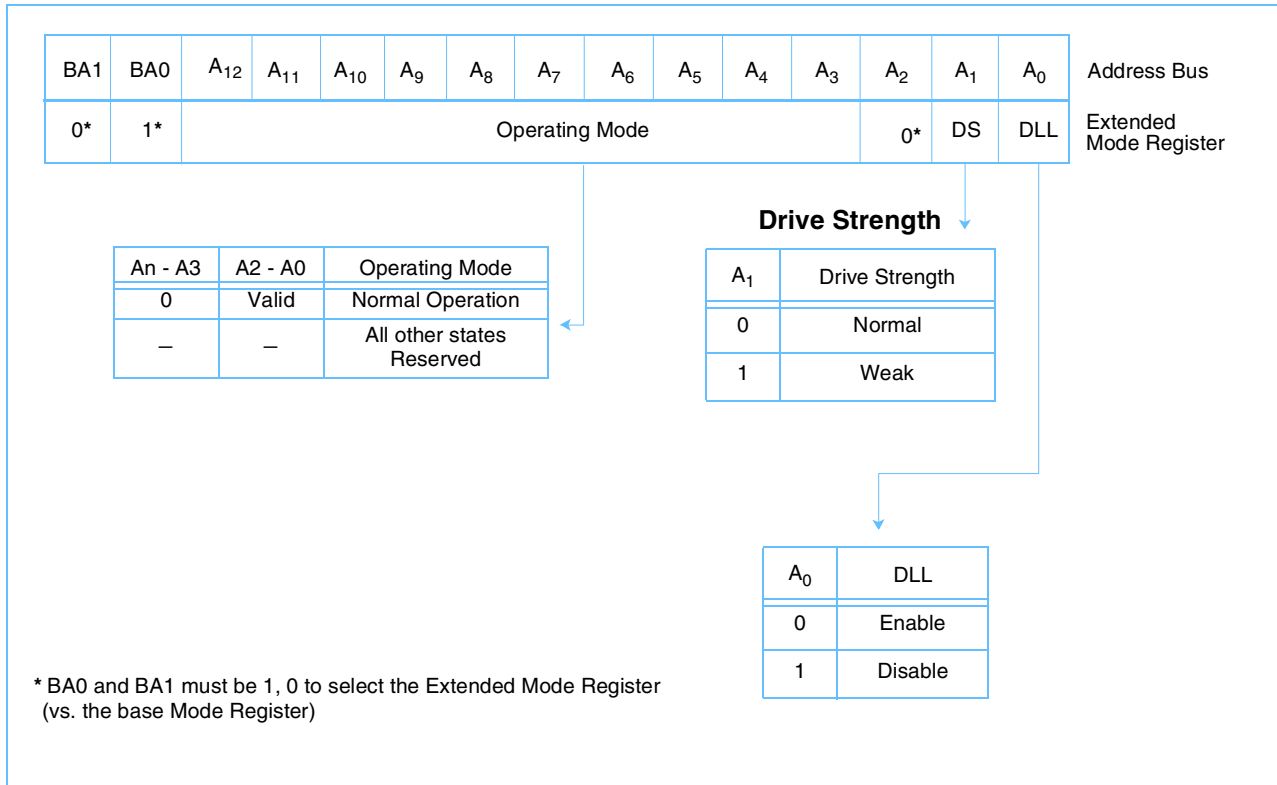 BA1 BA0 A12 A11 A10 A9 A8 A7 A6 A5 A4 A3 A2 A1 A0 Address Bus
0* 1* Operating Mode 0* DS DLL Extended
Mode Register
Drive Strength
An - A3 A2 - A0 Operating Mode
0 Valid Normal Operation
— — All other states
Reserved
A1 Drive Strength
0 Normal
1 Weak
A0 DLL
0 Enable
1 Disable
* BA0 and BA1 must be 1, 0 to select the Extended Mode Register
(vs. the base Mode Register)